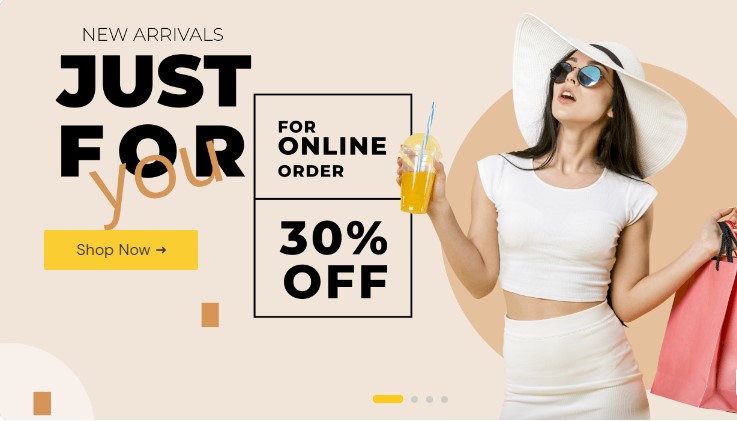 NEW ARRIVALS
JUST
FOR
you
Shop Now →
FOR
ONLINE
ORDER
30%
OFF